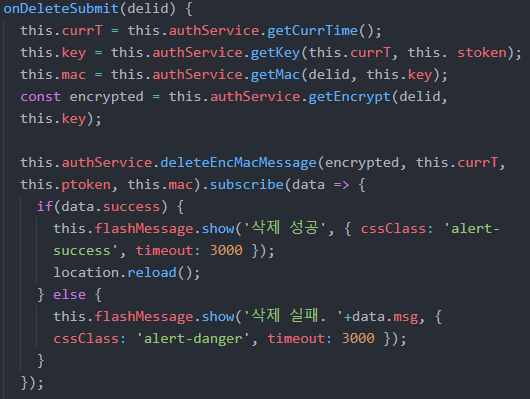 onDeleteSubmit(delid) {
this.currT = this.authService.getCurrTime();
this.key = this.authService.getKey(this.currT, this. stoken);
this.mac = this.authService.getMac(delid, this.key);
const encrypted = this.authService.getEncrypt(delid,
this.key);
this.authService.deleteEncMacMessage(encrypted, this.currT,
this.ptoken, this.mac).subscribe(data => {
if(data.success) {
this.flashMessage.show('삭제 성공', { cssClass: 'alert-
success', timeout: 3000 });
location.reload();
} else {
this.flashMessage.show('삭제 실패. '+data.msg, {
cssClass: 'alert-danger', timeout: 3000 });
}
});